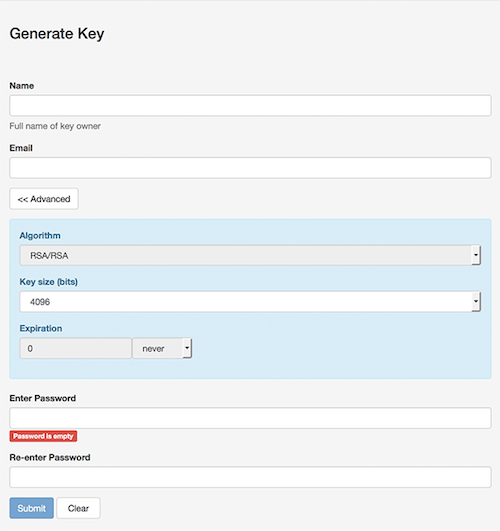 Generate Key
Name
Full name of key owner
Email
<< Advanced
Algorithm
RSA/RSA
Key size (bits)
4096
Expiration
0 never
Enter Password
Password is empty
Re-enter Password
Submit Clear